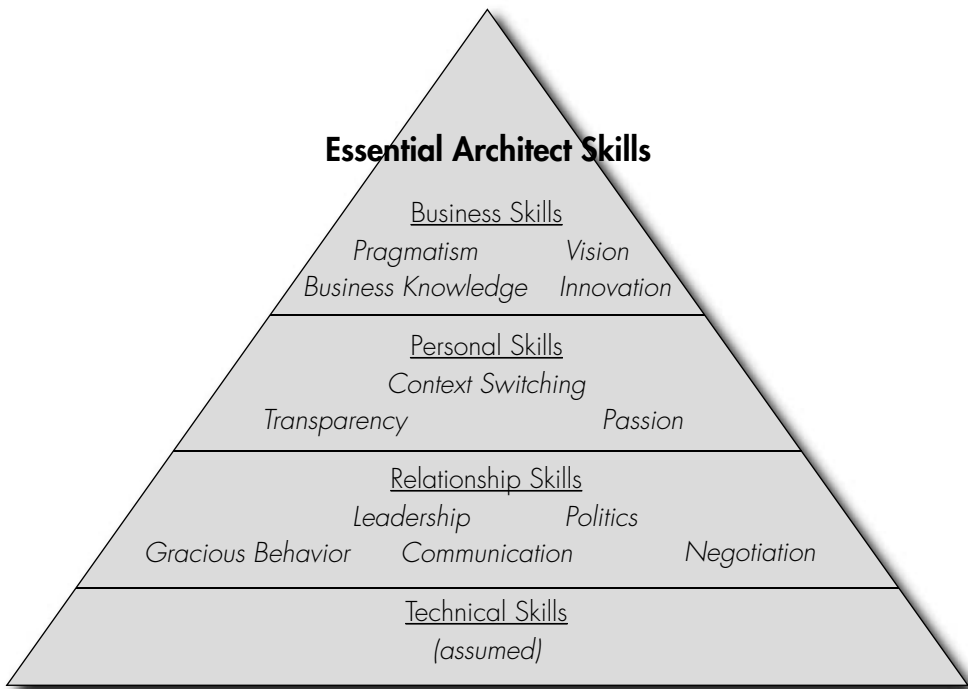 Essential Architect Skills
Business Skills
Pragmatism Vision
Business Knowledge Innovation
Personal Skills
Context Switching
Transparency Passion
Relationship Skills
Leadership Politics
Gracious Behavior Communication Negotiation
Technical Skills
(assumed)